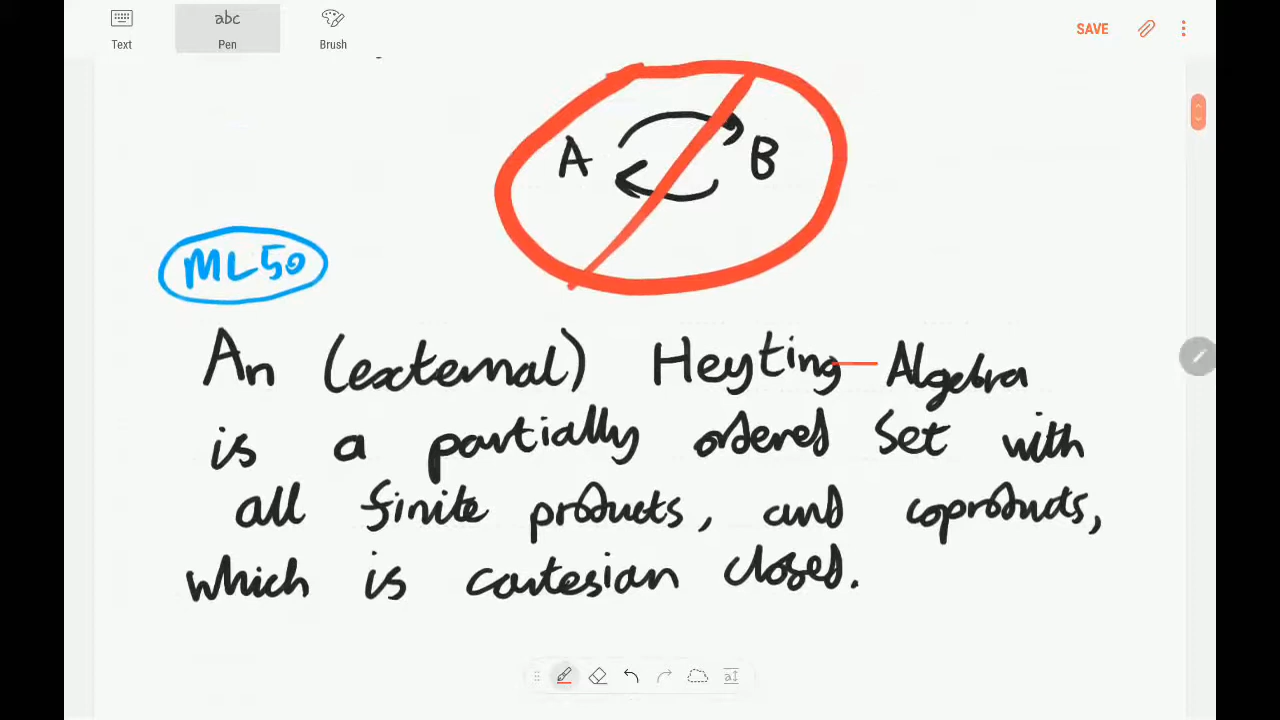 abc
SAVE
Text
Pen
Brush
A
B
ML50
An (external) Heyting-Algebra
is a partially ordered set with
all finite products, and coproducts,
which is cartesian closed.
a